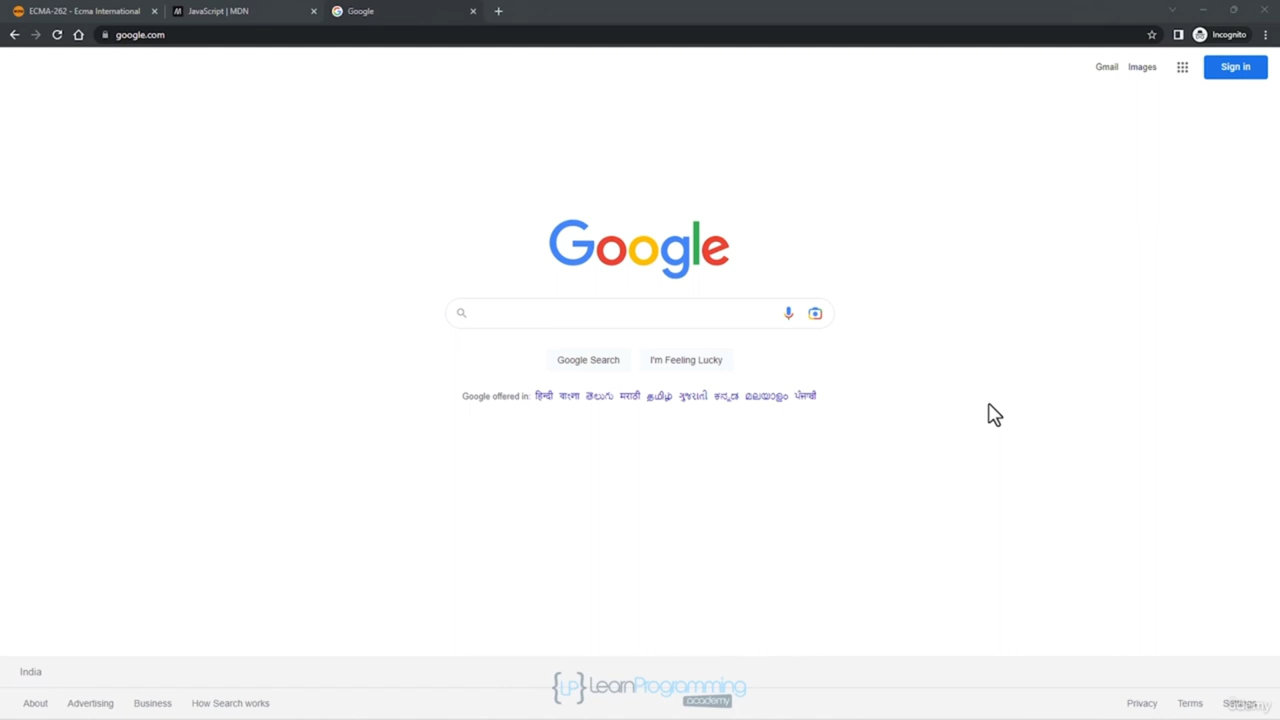 ECMA-262 - Ecma International
JavaScript | MDN
Google
google.com
Incognito
Gmail Images Sign in
Google
Google Search I'm Feeling Lucky
Google offered in: हिन्दी বাংলা తెలుగు मराठी தமிழ் ગુજરાતી ಕನ್ನಡ മലയാളം ਪੰਜਾਬੀ
India
{LP} LearnProgramming
academy
About Advertising Business How Search works
Privacy Terms Settings
udemy